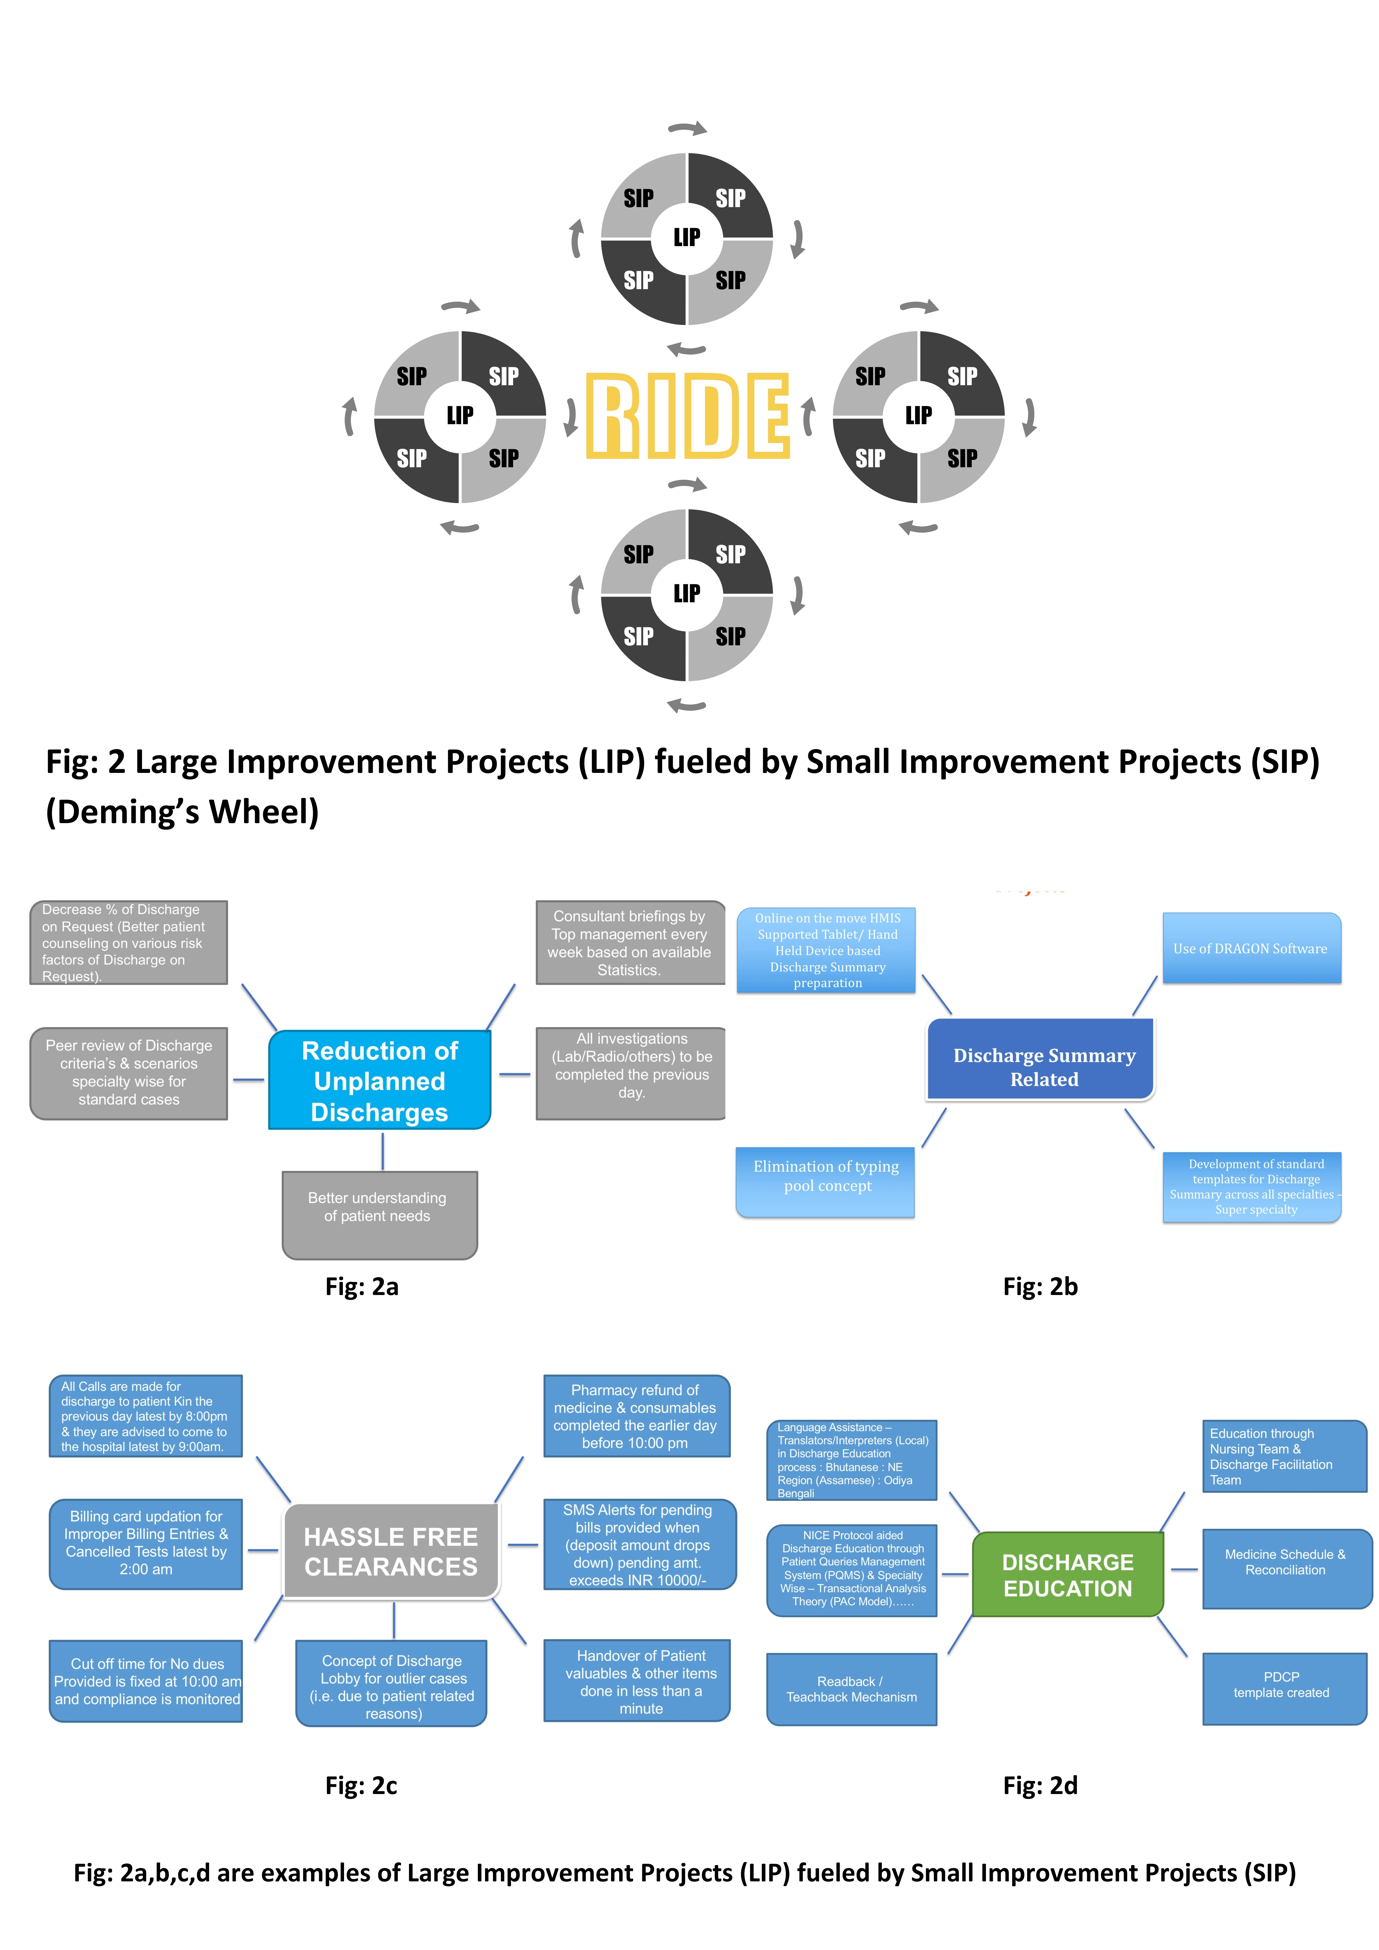 SIP
SIP
LIP
SIP
SIP
SIP
SIP
LIP
SIP
SIP
RIDE
SIP
SIP
LIP
SIP
SIP
SIP
SIP
LIP
SIP
SIP
Fig: 2 Large Improvement Projects (LIP) fueled by Small Improvement Projects (SIP)
(Deming’s Wheel)
Decrease % of Discharge
on Request (Better patient
counseling on various risk
factors of Discharge on
Request).
Consultant briefings by
Top management every
week based on available
Statistics.
Peer review of Discharge
criteria’s & scenarios
specialty wise for
standard cases
Reduction of
Unplanned
Discharges
All investigations
(Lab/Radio/others) to be
completed the previous
day.
Better understanding
of patient needs
Fig: 2a
Online on the move HMIS
Supported Tablet/ Hand
Held Device based
Discharge Summary
preparation
Use of DRAGON Software
Discharge Summary
Related
Elimination of typing
pool concept
Development of standard
templates for Discharge
Summary across all specialties –
Super specialty
Fig: 2b
All Calls are made for
discharge to patient Kin the
previous day latest by 8:00pm
& they are advised to come to
the hospital latest by 9:00am.
Pharmacy refund of
medicine & consumables
completed the earlier day
before 10:00 pm
Billing card updation for
Improper Billing Entries &
Cancelled Tests latest by
2:00 am
HASSLE FREE
CLEARANCES
SMS Alerts for pending
bills provided when
(deposit amount drops
down) pending amt.
exceeds INR 10000/-
Cut off time for No dues
Provided is fixed at 10:00 am
and compliance is monitored
Concept of Discharge
Lobby for outlier cases
(i.e. due to patient related
reasons)
Handover of Patient
valuables & other items
done in less than a
minute
Fig: 2c
Language Assistance –
Translators/Interpreters (Local)
in Discharge Education
process : Bhutanese : NE
Region (Assamese) : Odiya
Bengali
Education through
Nursing Team &
Discharge Facilitation
Team
NICE Protocol aided
Discharge Education through
Patient Queries Management
System (PQMS) & Specialty
Wise – Transactional Analysis
Theory (PAC Model)……
DISCHARGE
EDUCATION
Medicine Schedule &
Reconciliation
Readback /
Teachback Mechanism
PDCP
template created
Fig: 2d
Fig: 2a,b,c,d are examples of Large Improvement Projects (LIP) fueled by Small Improvement Projects (SIP)